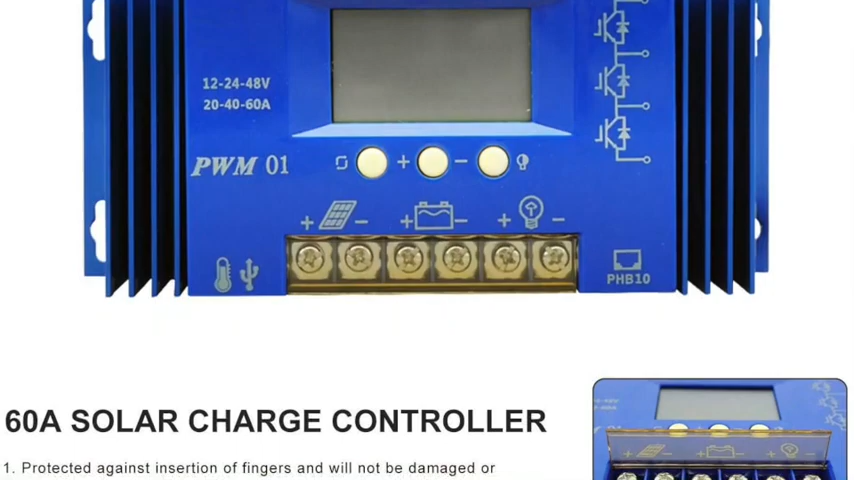 12-24-48V
20-40-60A
PWM 01
+ -
+ - + - + -
PHB10
60A SOLAR CHARGE CONTROLLER
1. Protected against insertion of fingers and will not be damaged or